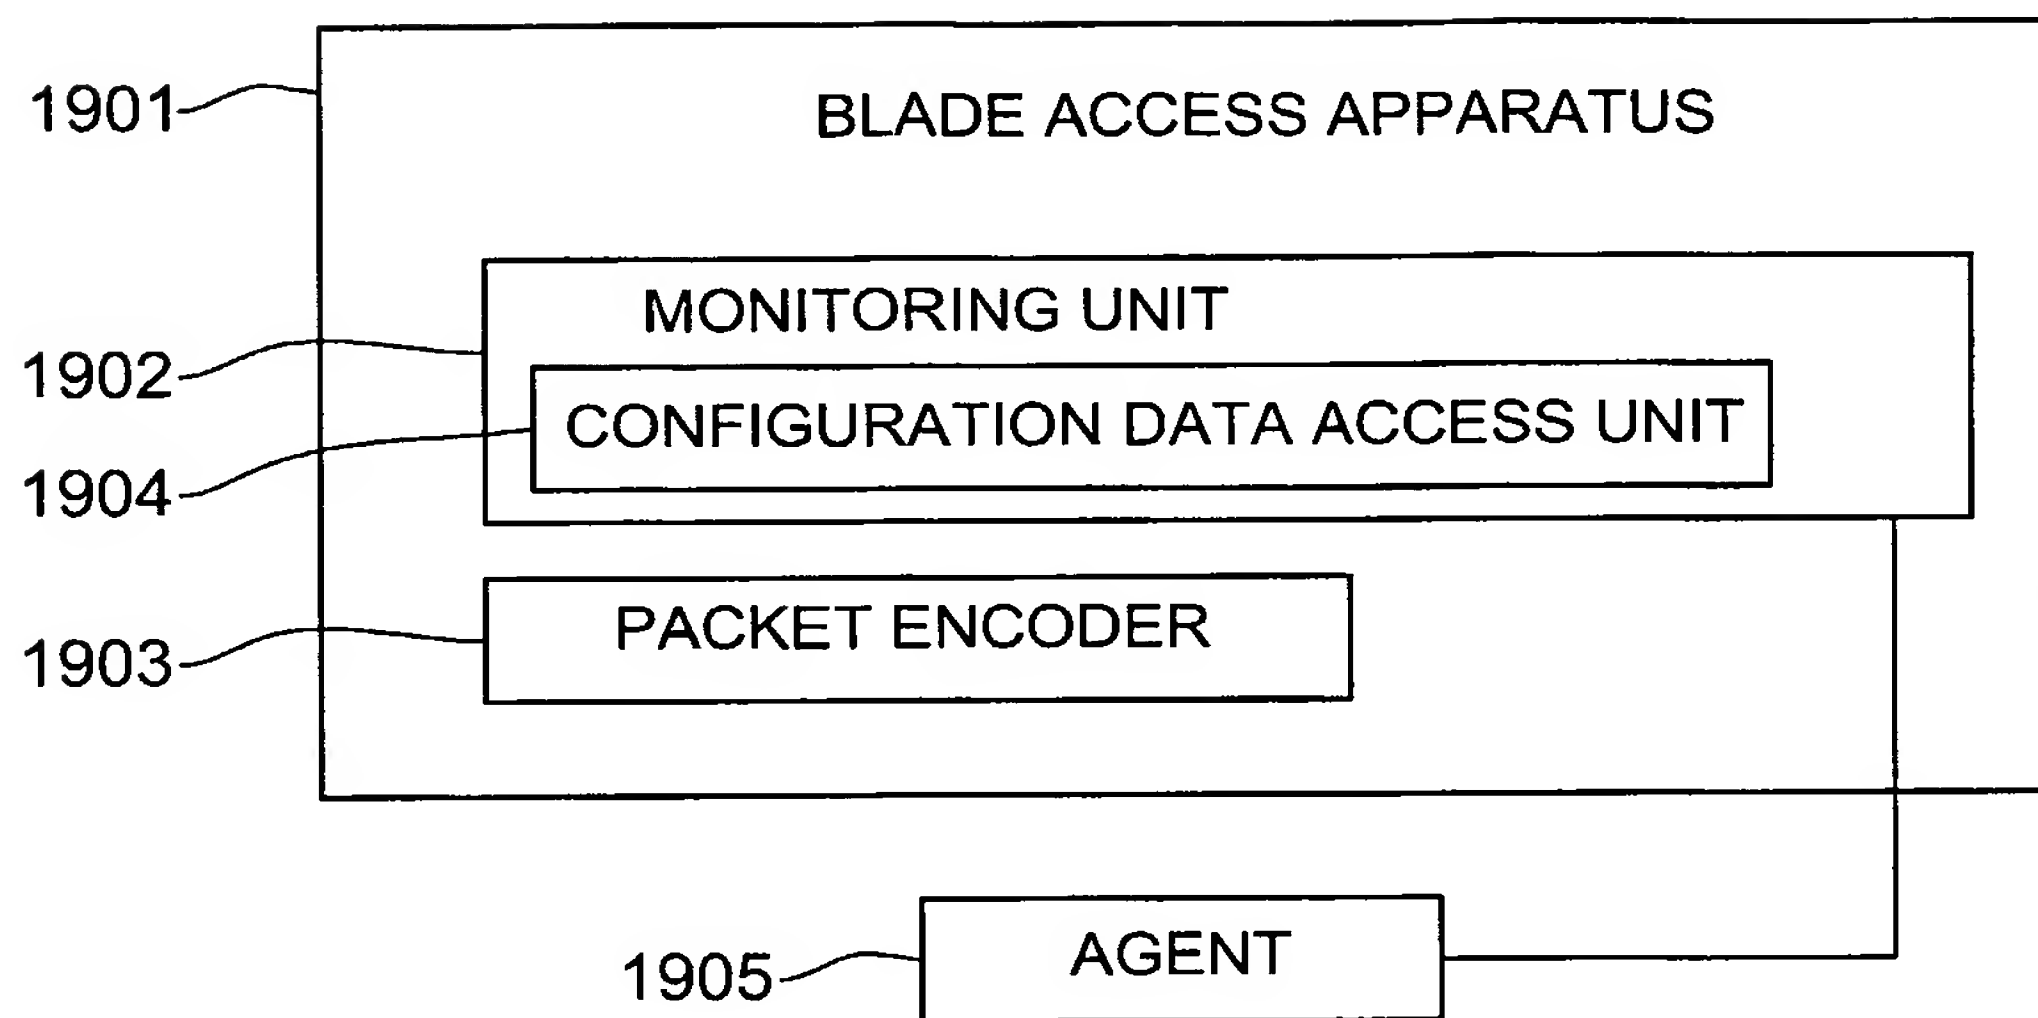 1901
BLADE ACCESS APPARATUS
MONITORING UNIT
1902
CONFIGURATION DATA ACCESS UNIT
1904
PACKET ENCODER
1903
AGENT
1905